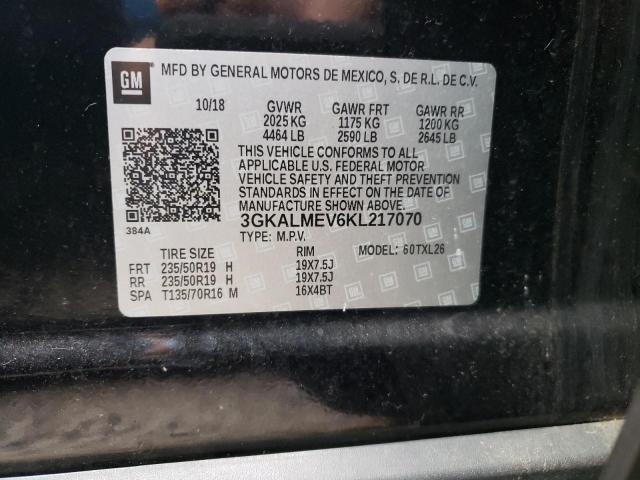 GM
MFD BY GENERAL MOTORS DE MEXICO, S. DE R.L. DE C.V.
10/18 GVWR GAWR FRT GAWR RR
2025 KG 1175 KG 1200 KG
4464 LB 2590 LB 2645 LB
THIS VEHICLE CONFORMS TO ALL
APPLICABLE U.S. FEDERAL MOTOR
VEHICLE SAFETY AND THEFT PREVENTION
STANDARDS IN EFFECT ON THE DATE OF
MANUFACTURE SHOWN ABOVE.
384A 3GKALMEV6KL217070
TYPE: M.P.V. MODEL: 60TXL26
TIRE SIZE RIM
FRT 235/50R19 H 19X7.5J
RR 235/50R19 H 19X7.5J
SPA T135/70R16 M 16X4BT